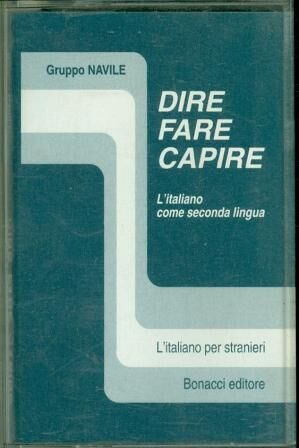 Gruppo NAVILE
DIRE
FARE
CAPIRE
L'italiano
come seconda lingua
L'italiano per stranieri
Bonacci editore